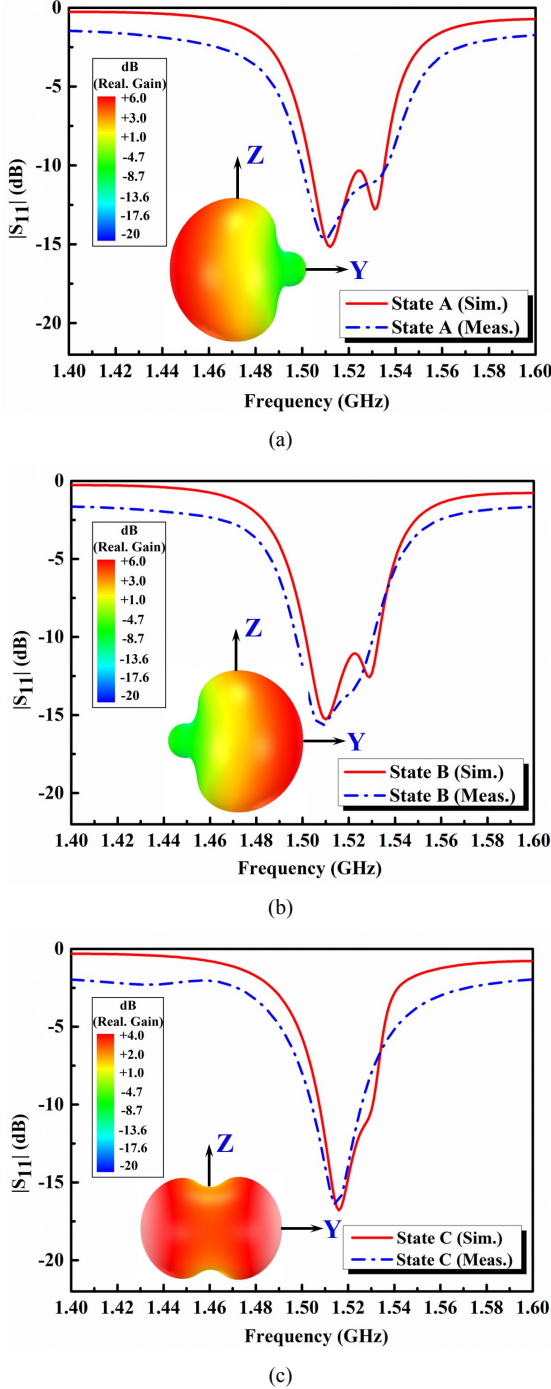 0
-5
-10
-15
-20
|S11| (dB)
dB
(Real. Gain)
+6.0
+3.0
+1.0
-4.7
-8.7
-13.6
-17.6
-20
Z
Y
State A (Sim.)
State A (Meas.)
1.40 1.42 1.44 1.46 1.48 1.50 1.52 1.54 1.56 1.58 1.60
Frequency (GHz)
(a)
0
-5
-10
-15
-20
|S11| (dB)
dB
(Real. Gain)
+6.0
+3.0
+1.0
-4.7
-8.7
-13.6
-17.6
-20
Z
Y
State B (Sim.)
State B (Meas.)
1.40 1.42 1.44 1.46 1.48 1.50 1.52 1.54 1.56 1.58 1.60
Frequency (GHz)
(b)
0
-5
-10
-15
-20
|S11| (dB)
dB
(Real. Gain)
+4.0
+2.0
+1.0
-4.7
-8.7
-13.6
-17.6
-20
Z
Y
State C (Sim.)
State C (Meas.)
1.40 1.42 1.44 1.46 1.48 1.50 1.52 1.54 1.56 1.58 1.60
Frequency (GHz)
(c)